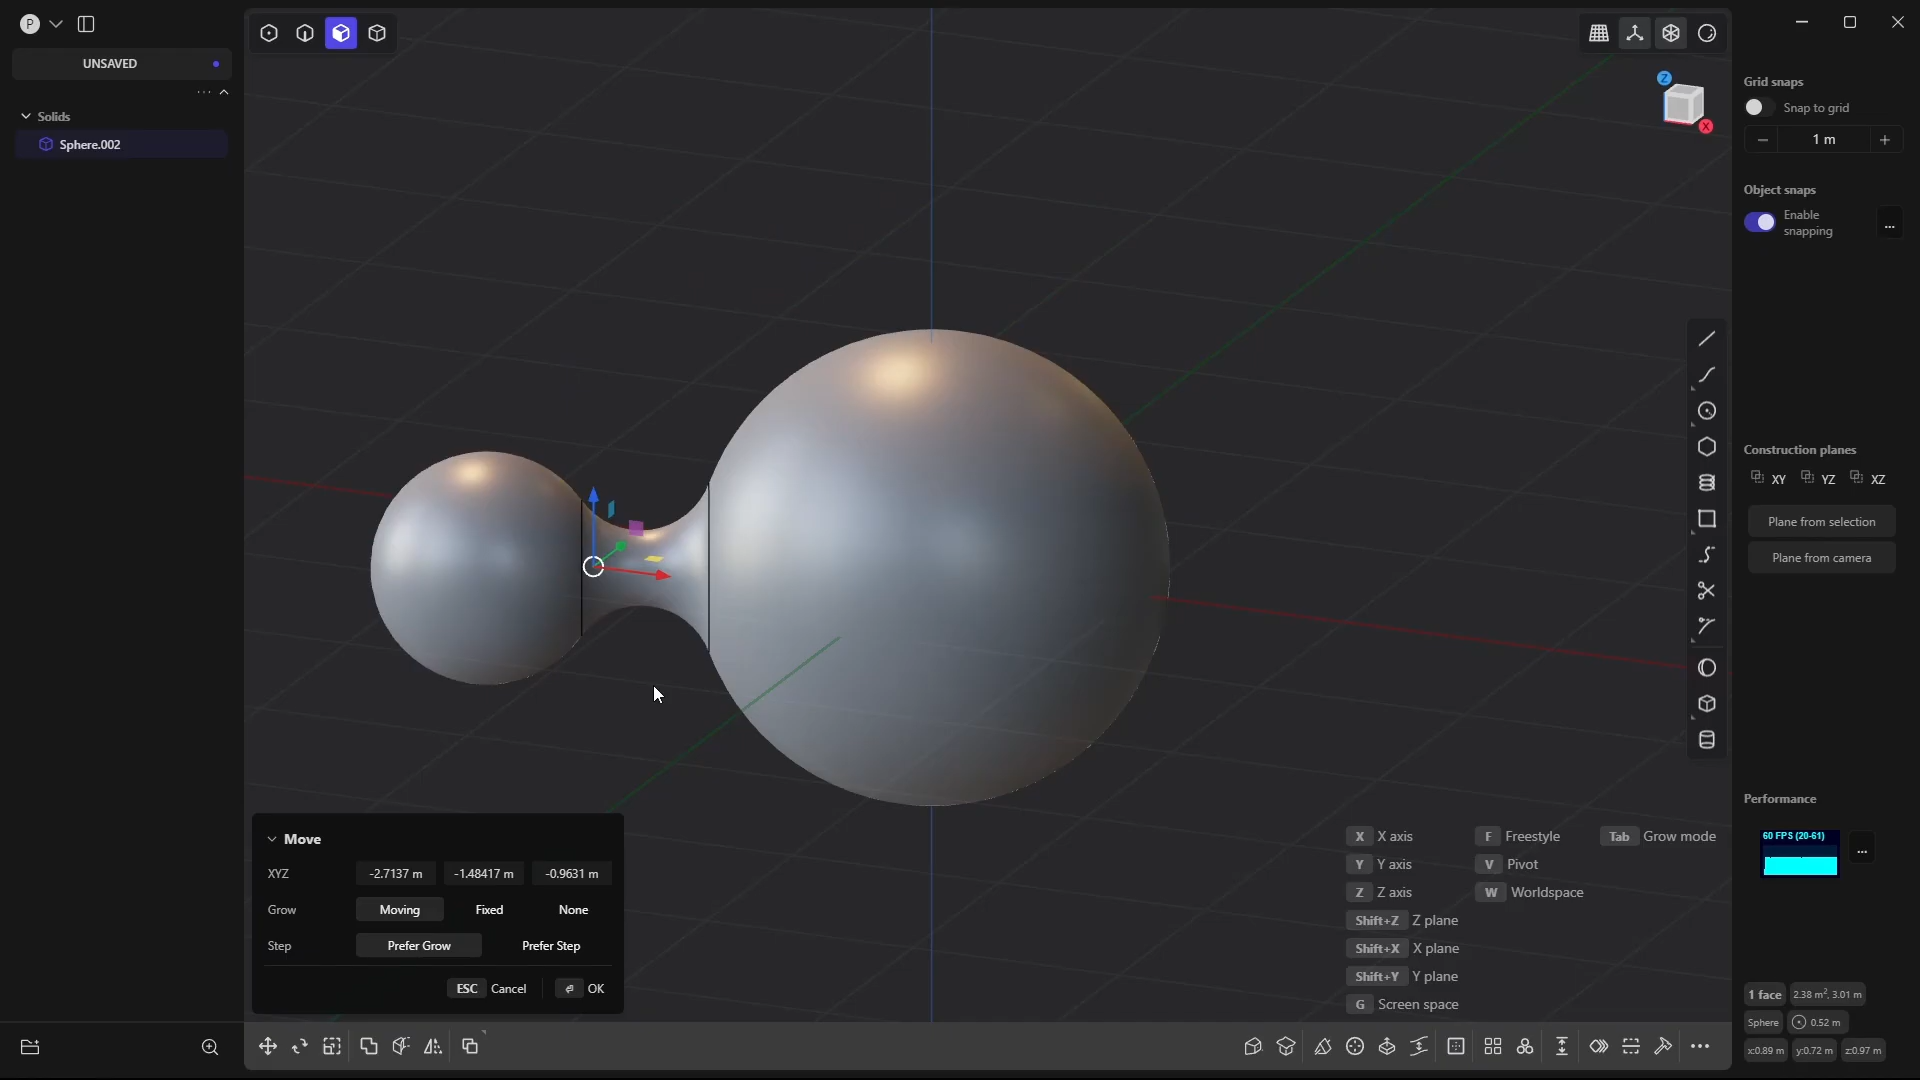 P
UNSAVED
Solids
Sphere.002
Z
X
Grid snaps
Snap to grid
1 m
Object snaps
Enable
snapping
...
Construction planes
XY YZ XZ
Plane from selection
Plane from camera
Performance
60 FPS (20-61)
...
Move
XYZ -2.7137 m -1.48417 m -0.9631 m
Grow Moving Fixed None
Step Prefer Grow Prefer Step
ESC Cancel OK
X X axis F Freestyle Tab Grow mode
Y Y axis V Pivot
Z Z axis W Worldspace
Shift+Z Z plane
Shift+X X plane
Shift+Y Y plane
G Screen space
1 face 2.38 m², 3.01 m
Sphere 0.52 m
x:0.89 m y:0.72 m z:0.97 m